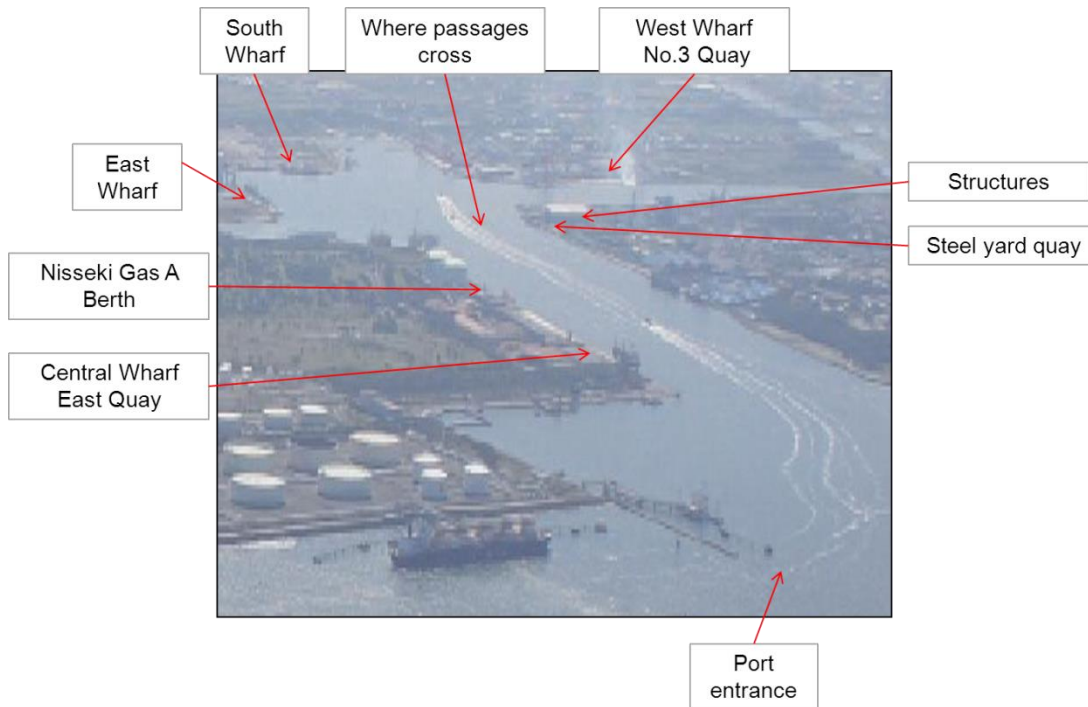 South
Wharf
Where passages
cross
West Wharf
No.3 Quay
East
Wharf
Structures
Steel yard quay
Nisseki Gas A
Berth
Central Wharf
East Quay
Port
entrance